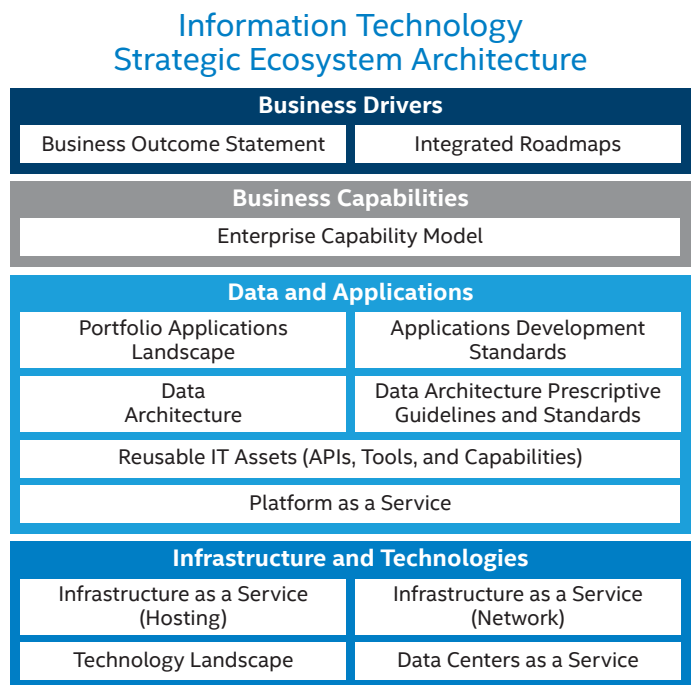 Information Technology
Strategic Ecosystem Architecture
Business Drivers
Business Outcome Statement
Integrated Roadmaps
Business Capabilities
Enterprise Capability Model
Data and Applications
Portfolio Applications
Landscape
Applications Development
Standards
Data
Architecture
Data Architecture Prescriptive
Guidelines and Standards
Reusable IT Assets (APIs, Tools, and Capabilities)
Platform as a Service
Infrastructure and Technologies
Infrastructure as a Service
(Hosting)
Infrastructure as a Service
(Network)
Technology Landscape
Data Centers as a Service